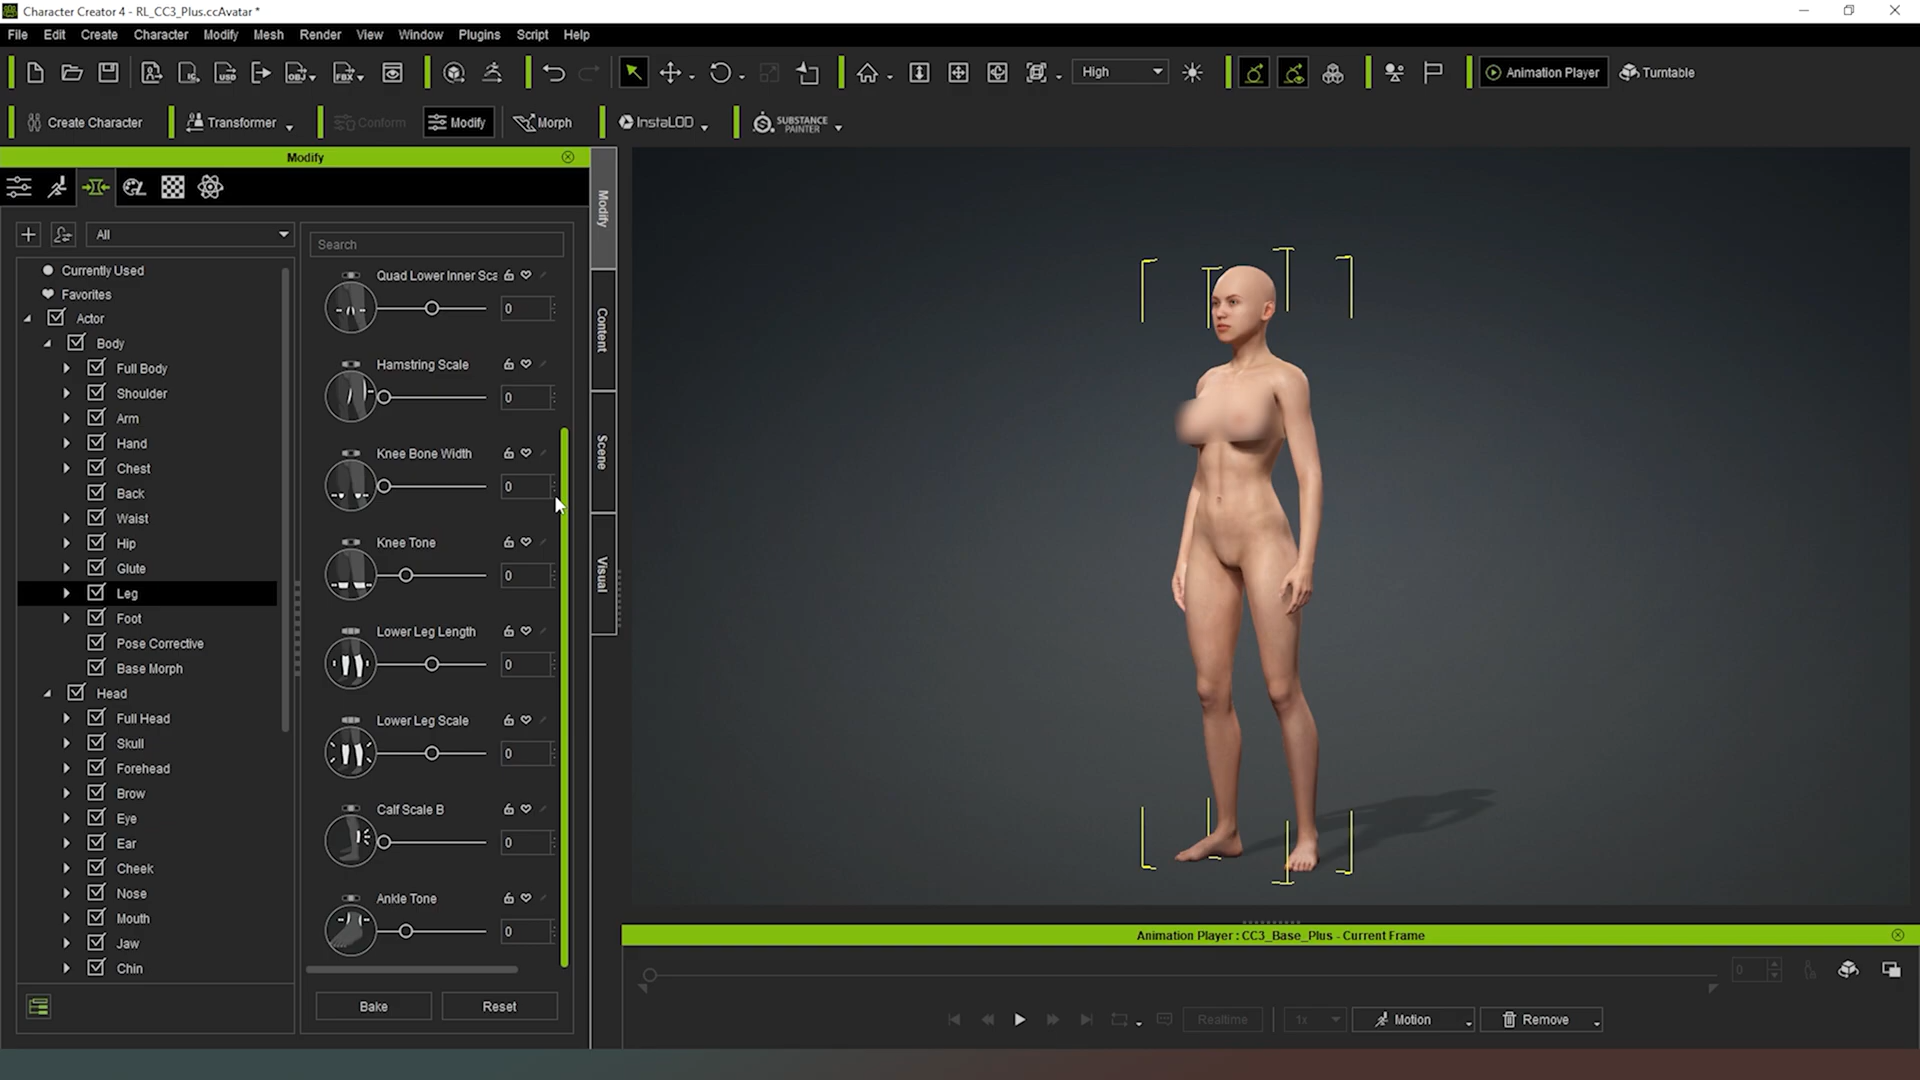 Character Creator 4 - RL_CC3_Plus.ccAvatar *
File Edit Create Character Modify Mesh Render View Window Plugins Script Help
USD OBJ FBX High Animation Player Turntable
Create Character Transformer Conform Modify Morph InstaLOD SUBSTANCE PAINTER
Modify
All
Search
Currently Used
Favorites
Actor
Body
Full Body
Shoulder
Arm
Hand
Chest
Back
Waist
Hip
Glute
Leg
Foot
Pose Corrective
Base Morph
Head
Full Head
Skull
Forehead
Brow
Eye
Ear
Cheek
Nose
Mouth
Jaw
Chin
Quad Lower Inner Sca
0
Hamstring Scale
0
Knee Bone Width
0
Knee Tone
0
Lower Leg Length
0
Lower Leg Scale
0
Calf Scale B
0
Ankle Tone
0
Bake Reset
Modify
Content
Scene
Visual
Animation Player : CC3_Base_Plus - Current Frame
0
Realtime 1x Motion Remove